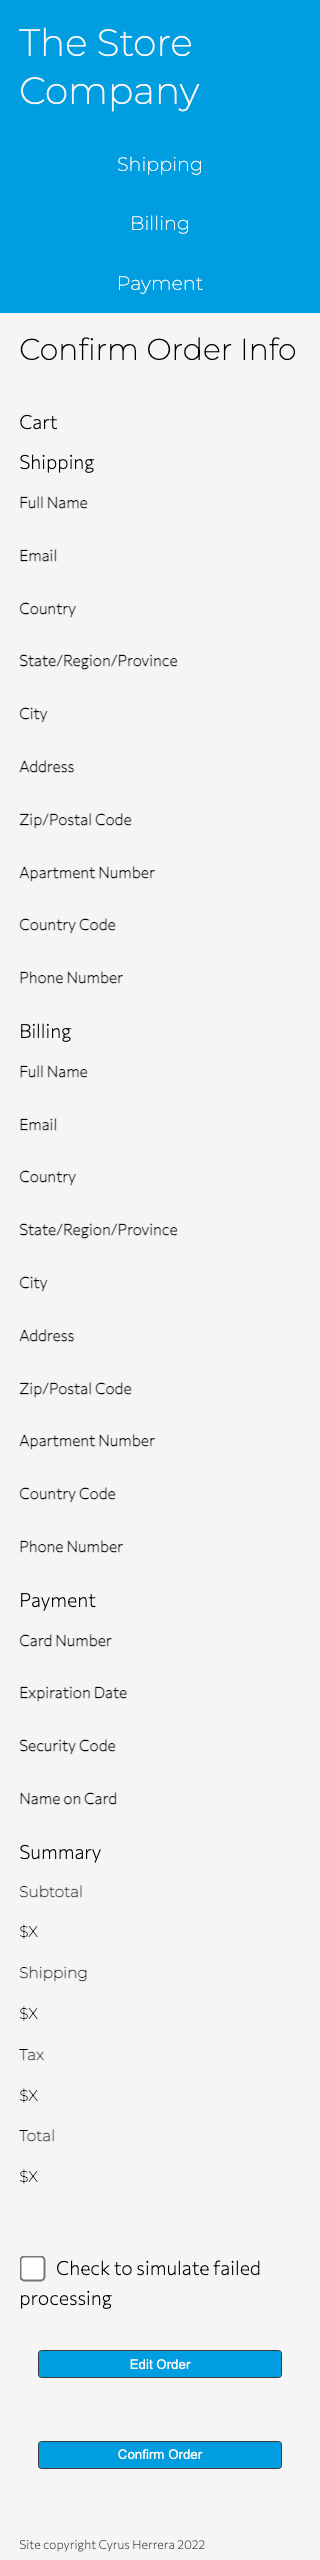 The Store
Company
Shipping
Billing
Payment
Confirm Order Info
Cart
Shipping
Full Name
Email
Country
State/Region/Province
City
Address
Zip/Postal Code
Apartment Number
Country Code
Phone Number
Billing
Full Name
Email
Country
State/Region/Province
City
Address
Zip/Postal Code
Apartment Number
Country Code
Phone Number
Payment
Card Number
Expiration Date
Security Code
Name on Card
Summary
Subtotal
$X
Shipping
$X
Tax
$X
Total
$X
Check to simulate failed
processing
Edit Order
Confirm Order
Site copyright Cyrus Herrera 2022